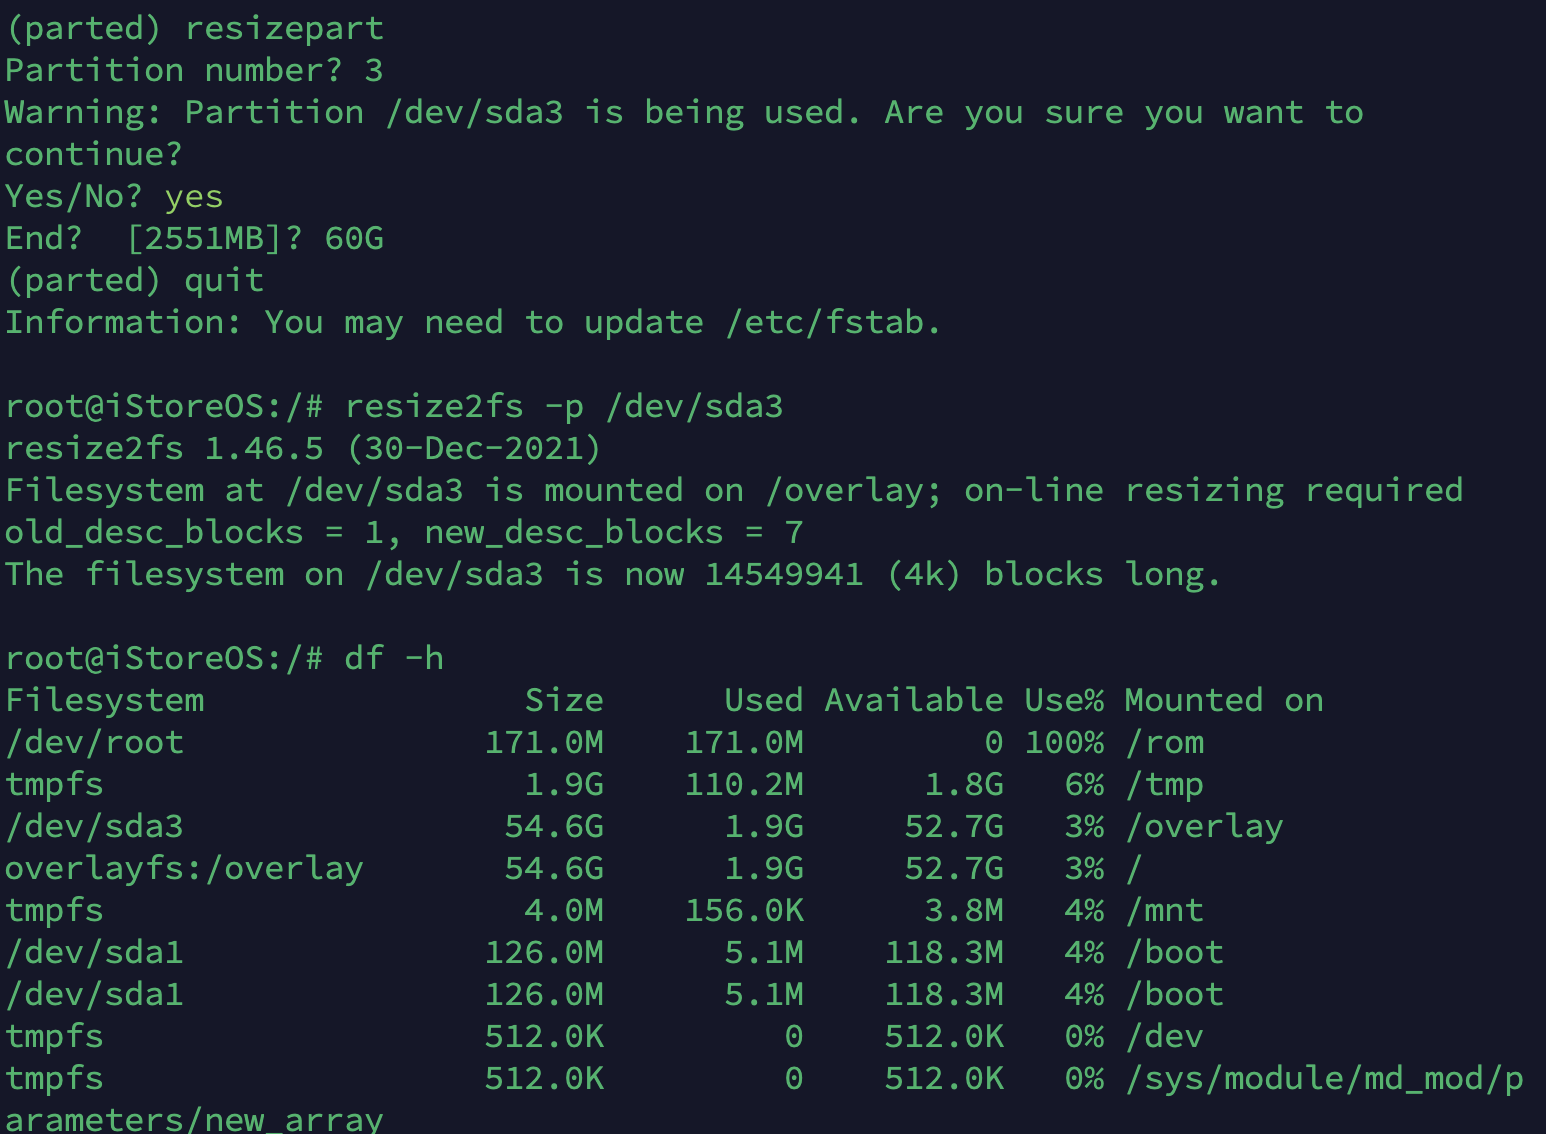 (parted) resizepart
Partition number? 3
Warning: Partition /dev/sda3 is being used. Are you sure you want to
continue?
Yes/No? yes
End?  [2551MB]? 60G
(parted) quit
Information: You may need to update /etc/fstab.

root@iStoreOS:/# resize2fs -p /dev/sda3
resize2fs 1.46.5 (30-Dec-2021)
Filesystem at /dev/sda3 is mounted on /overlay; on-line resizing required
old_desc_blocks = 1, new_desc_blocks = 7
The filesystem on /dev/sda3 is now 14549941 (4k) blocks long.

root@iStoreOS:/# df -h
Filesystem                Size      Used Available Use% Mounted on
/dev/root               171.0M    171.0M         0 100% /rom
tmpfs                     1.9G    110.2M      1.8G   6% /tmp
/dev/sda3                54.6G      1.9G     52.7G   3% /overlay
overlayfs:/overlay       54.6G      1.9G     52.7G   3% /
tmpfs                     4.0M    156.0K      3.8M   4% /mnt
/dev/sda1               126.0M      5.1M    118.3M   4% /boot
/dev/sda1               126.0M      5.1M    118.3M   4% /boot
tmpfs                   512.0K         0    512.0K   0% /dev
tmpfs                   512.0K         0    512.0K   0% /sys/module/md_mod/p
arameters/new_array